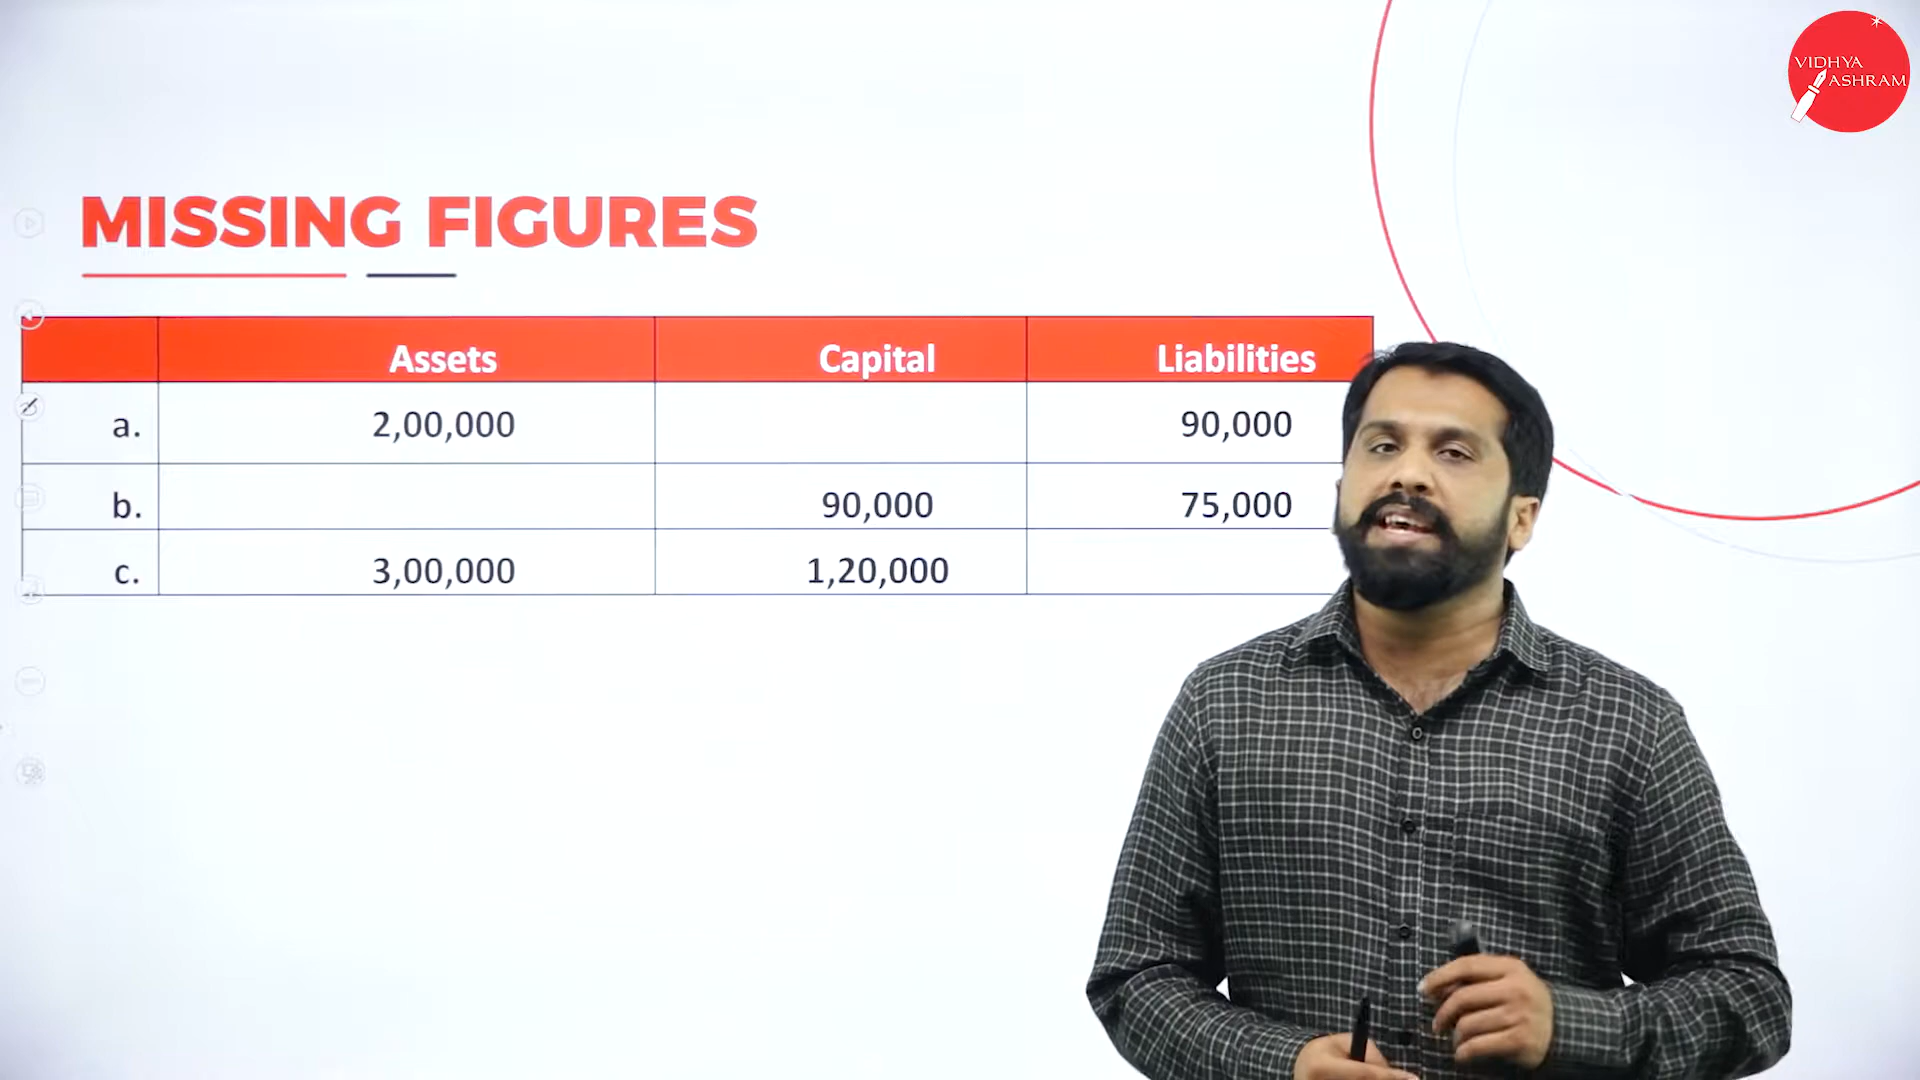 VIDHYA
ASHRAM
MISSING FIGURES
Assets Capital Liabilities
a. 2,00,000 90,000
b. 90,000 75,000
c. 3,00,000 1,20,000